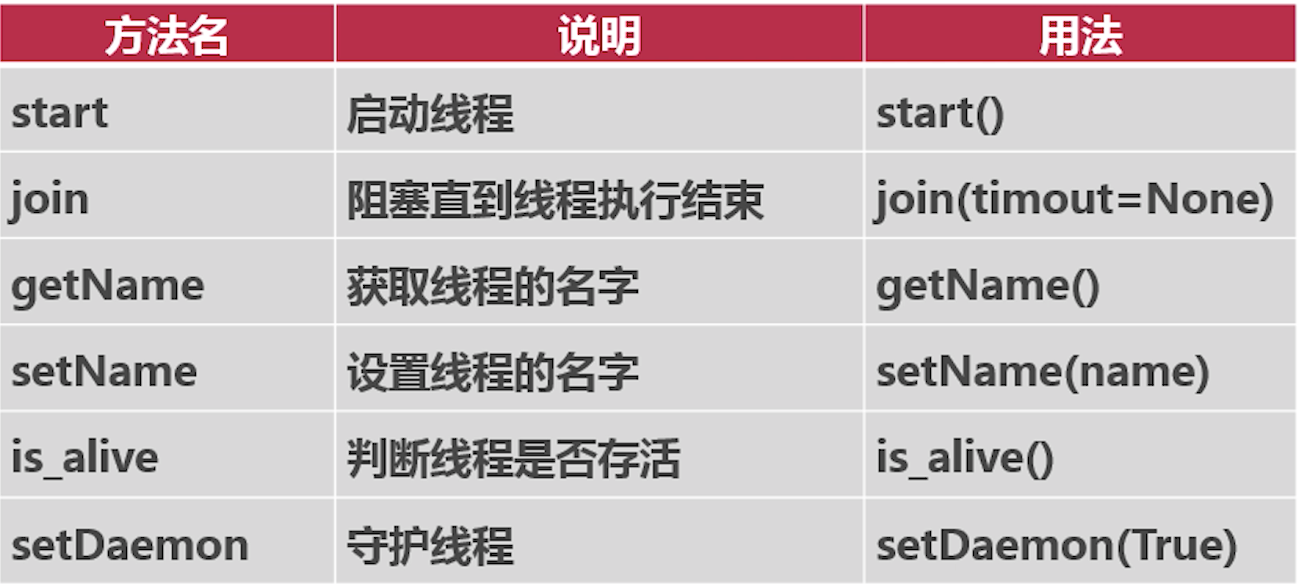 方法名 说明 用法
start 启动线程 start()
join 阻塞直到线程执行结束 join(timout=None)
getName 获取线程的名字 getName()
setName 设置线程的名字 setName(name)
is_alive 判断线程是否存活 is_alive()
setDaemon 守护线程 setDaemon(True)